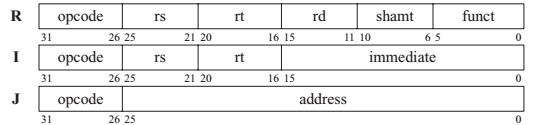 R opcode rs rt rd shamt funct
31 26 25 21 20 16 15 11 10 6 5 0
I opcode rs rt immediate
31 26 25 21 20 16 15 0
J opcode address
31 26 25 0